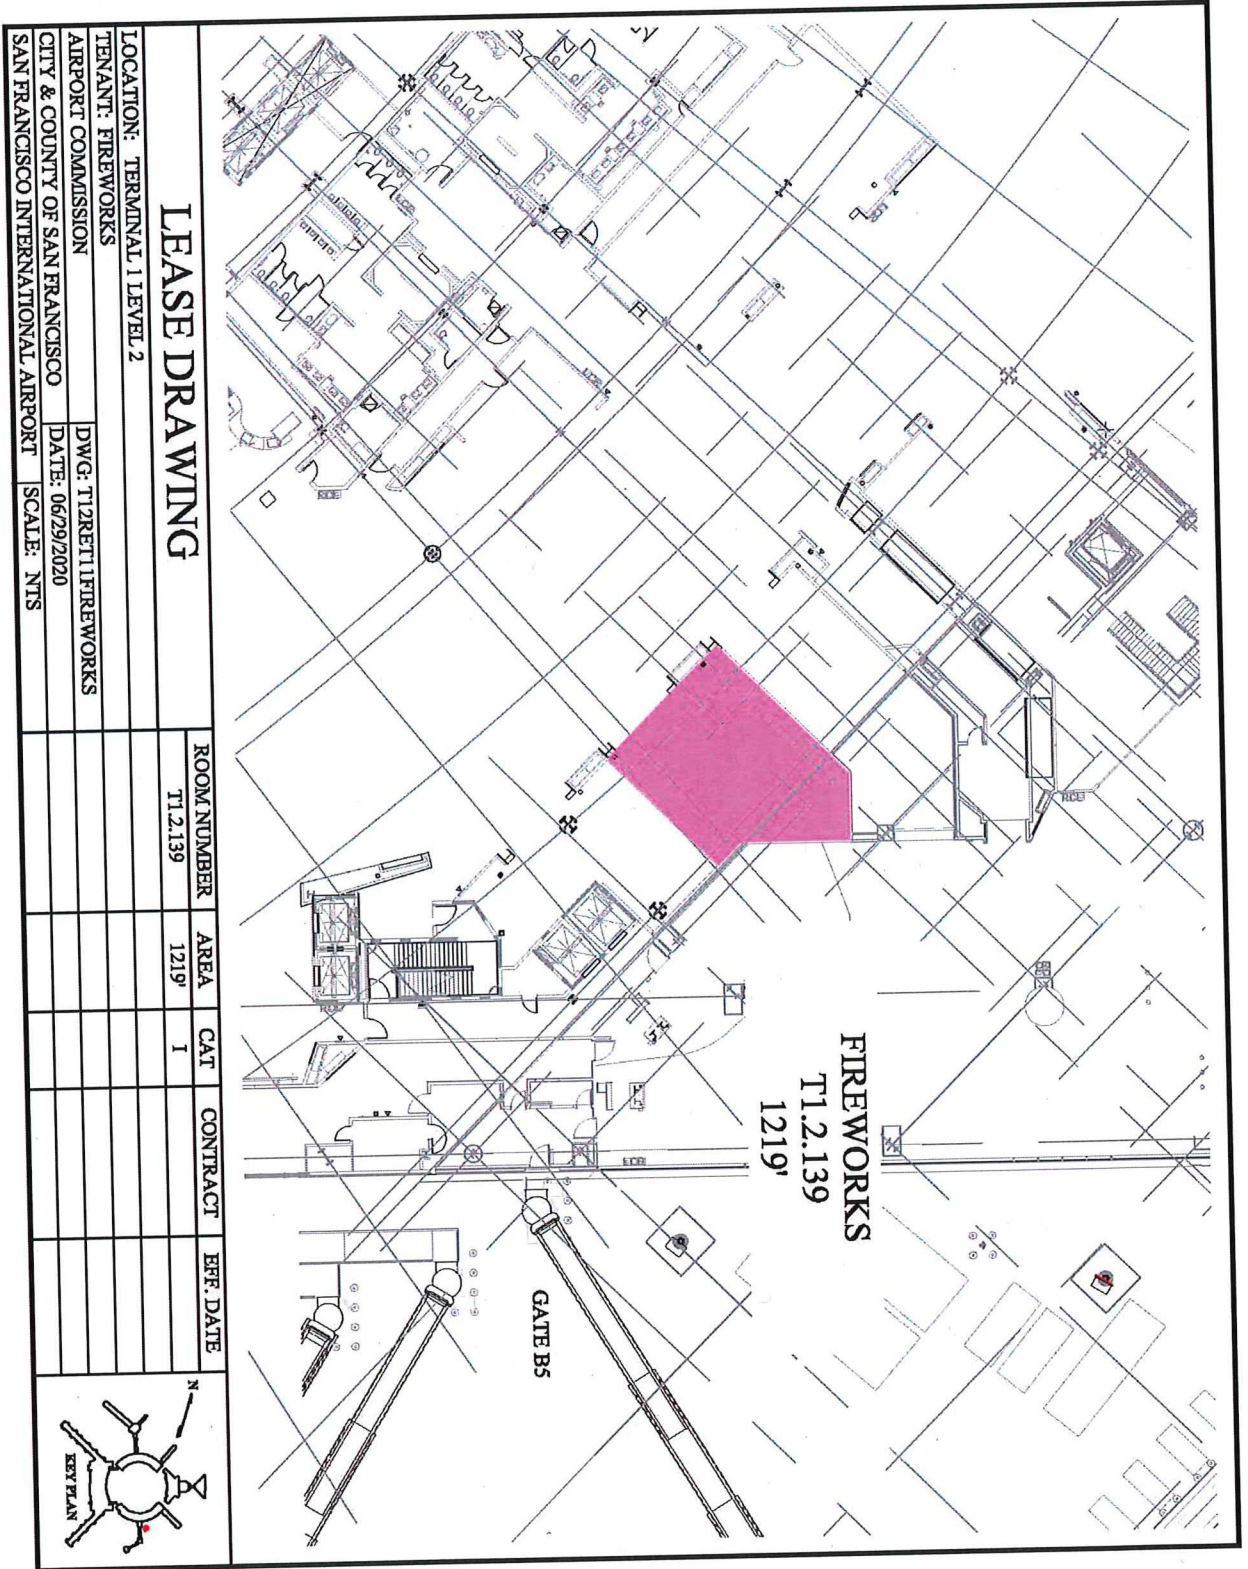 FIREWORKS
T1.2.139
1219'
GATE B5
LEASE DRAWING
LOCATION: TERMINAL 1 LEVEL 2
TENANT: FIREWORKS
AIRPORT COMMISSION
DWG: T12RET11FIREWORKS
CITY & COUNTY OF SAN FRANCISCO
DATE: 06/29/2020
SAN FRANCISCO INTERNATIONAL AIRPORT
SCALE: NTS
ROOM NUMBER AREA CAT CONTRACT EFF. DATE
T1.2.139 1219' I
N
KEY PLAN